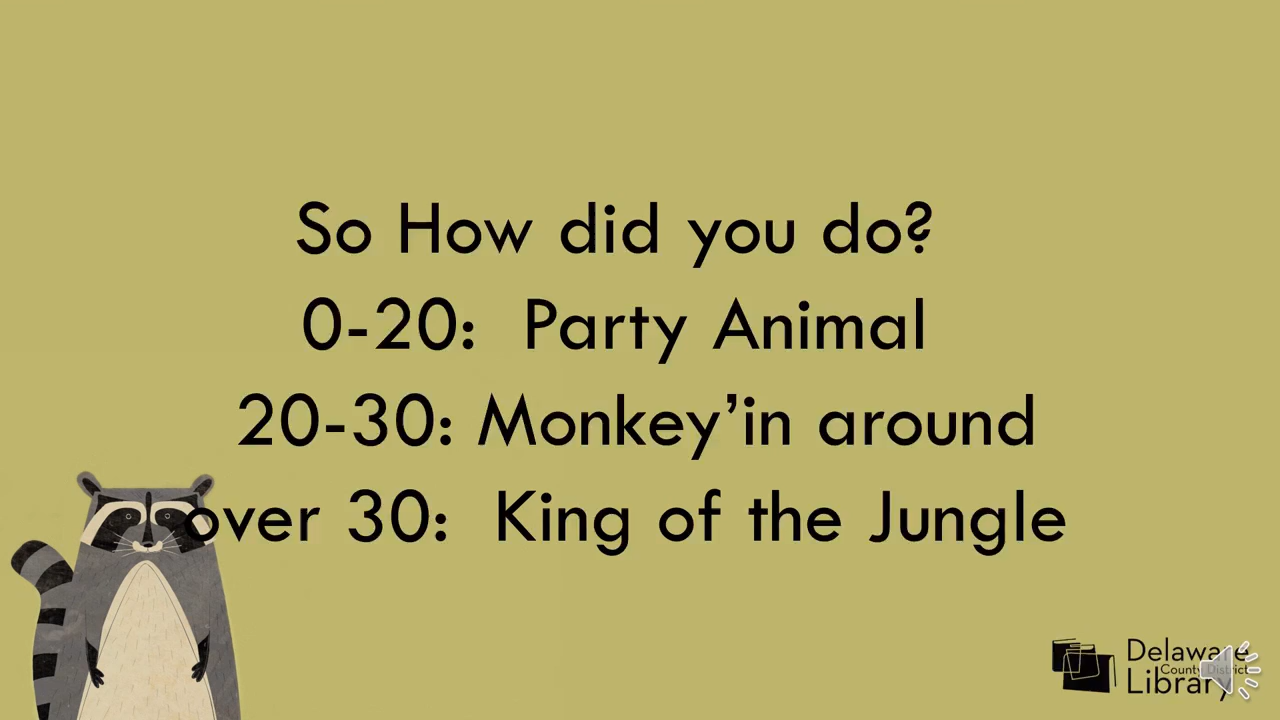 So How did you do?
0-20: Party Animal
20-30: Monkey’in around
over 30: King of the Jungle
Delaware
County District
Library